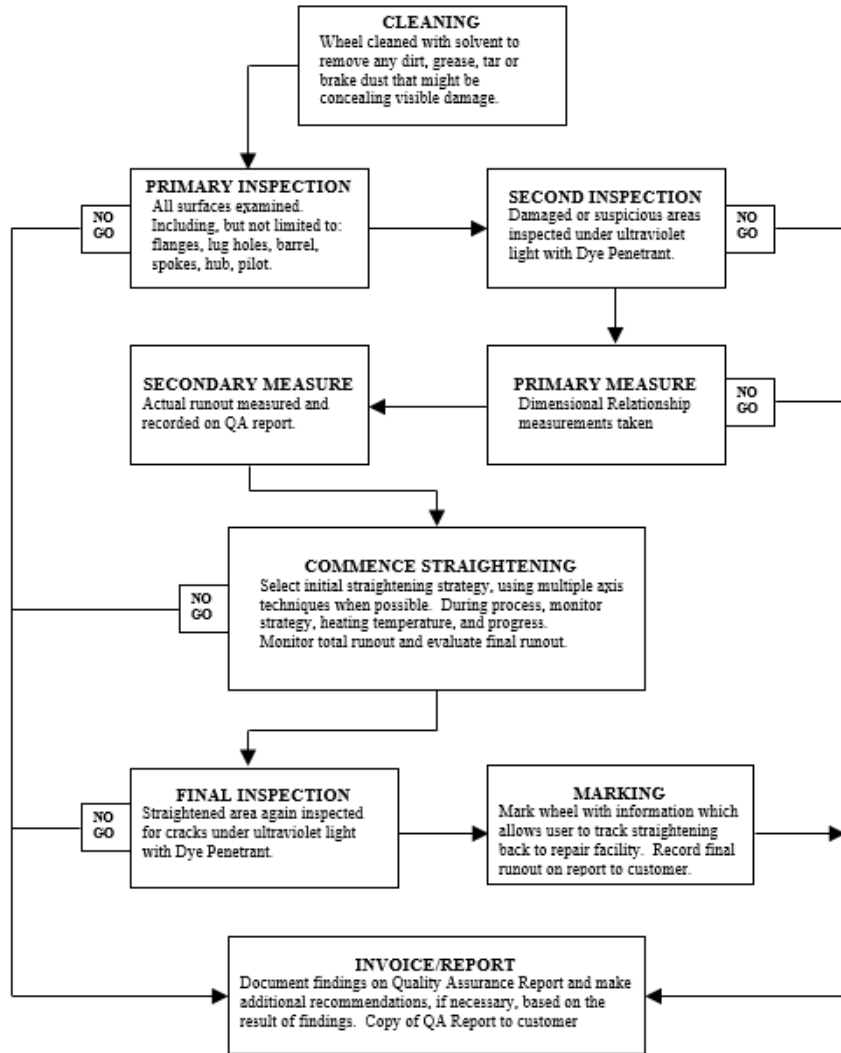 CLEANING
Wheel cleaned with solvent to
remove any dirt, grease, tar or
brake dust that might be
concealing visible damage.
PRIMARY INSPECTION
All surfaces examined.
Including, but not limited to:
flanges, lug holes, barrel,
spokes, hub, pilot.
NO
GO
SECOND INSPECTION
Damaged or suspicious areas
inspected under ultraviolet
light with Dye Penetrant.
NO
GO
SECONDARY MEASURE
Actual runout measured and
recorded on QA report.
PRIMARY MEASURE
Dimensional Relationship
measurements taken
NO
GO
COMMENCE STRAIGHTENING
Select initial straightening strategy, using multiple axis
techniques when possible. During process, monitor
strategy, heating temperature, and progress.
Monitor total runout and evaluate final runout.
NO
GO
FINAL INSPECTION
Straightened area again inspected
for cracks under ultraviolet light
with Dye Penetrant.
NO
GO
MARKING
Mark wheel with information which
allows user to track straightening
back to repair facility. Record final
runout on report to customer.
INVOICE/REPORT
Document findings on Quality Assurance Report and make
additional recommendations, if necessary, based on the
result of findings. Copy of QA Report to customer